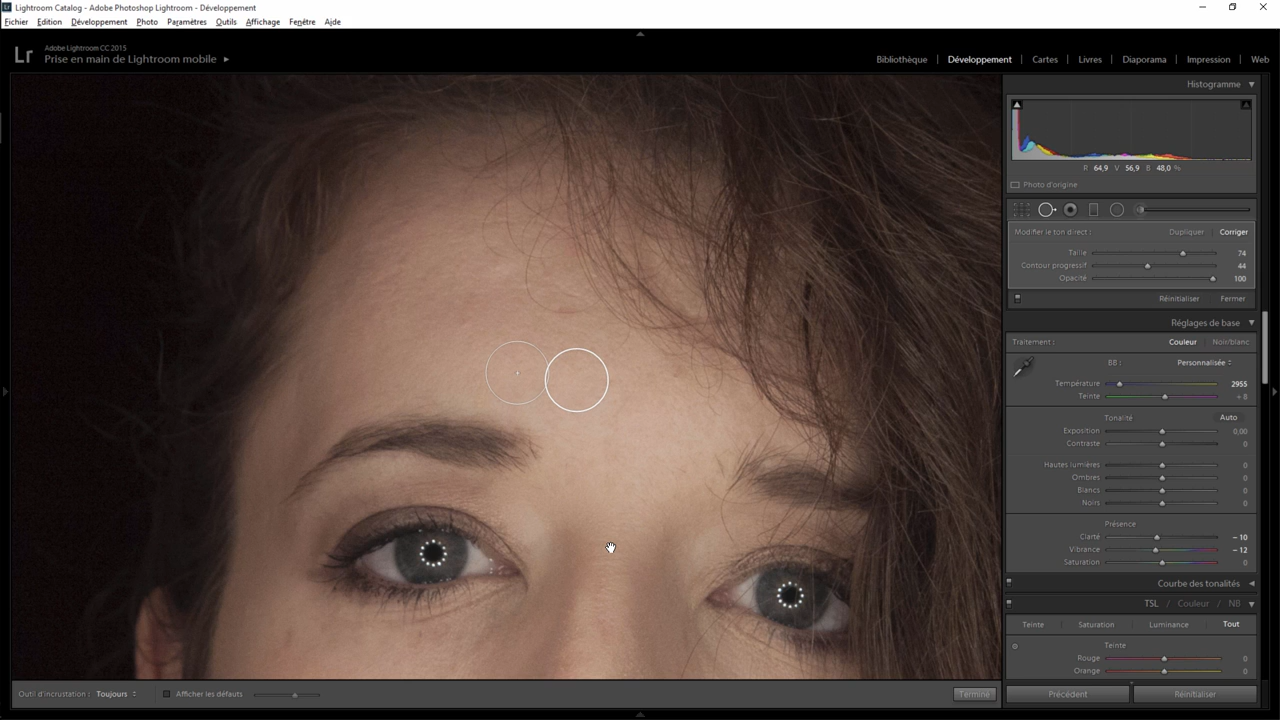 Lightroom Catalog - Adobe Photoshop Lightroom - Développement
Fichier Edition Développement Photo Paramètres Outils Affichage Fenêtre Aide
Lr
Adobe Lightroom CC 2015
Prise en main de Lightroom mobile
Bibliothèque | Développement | Cartes | Livres | Diaporama | Impression | Web
Histogramme
R 64,9 V 56,9 B 48,0 %
Photo d'origine
Modifier le ton direct : Dupliquer Corriger
Taille 74
Contour progressif 44
Opacité 100
Réinitialiser Fermer
Réglages de base
Traitement : Couleur Noir/blanc
BB : Personnalisée
Température 2955
Teinte + 8
Tonalité Auto
Exposition 0,00
Contraste 0
Hautes lumières 0
Ombres 0
Blancs 0
Noirs 0
Présence
Clarté – 10
Vibrance – 12
Saturation 0
Courbe des tonalités
TSL / Couleur / NB
Teinte Saturation Luminance Tout
Teinte
Rouge 0
Orange 0
Outil d'incrustation : Toujours Afficher les défauts Terminé
Précédent Réinitialiser